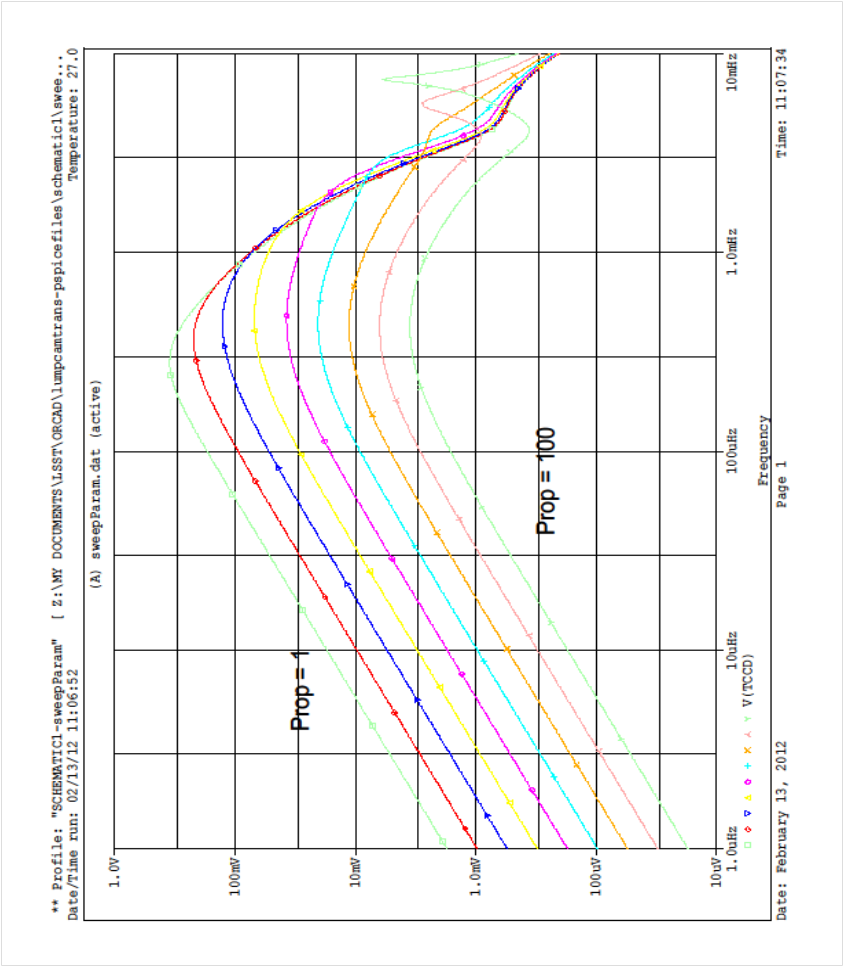 ** Profile: "SCHEMATIC1-sweepParam" [ Z:\MY DOCUMENTS\LSST\ORCAD\lumpcamtrans-pspicefiles\schematic1\swee...
Date/Time run: 02/13/12 11:06:52 Temperature: 27.0
(A) sweepParam.dat (active)
1.0V
100mV
10mV
1.0mV
100uV
10uV
Prop = 1
Prop = 100
1.0uHz 10uHz 100uHz 1.0mHz 10mHz
V(TCCD)
Frequency
Date: February 13, 2012 Page 1 Time: 11:07:34